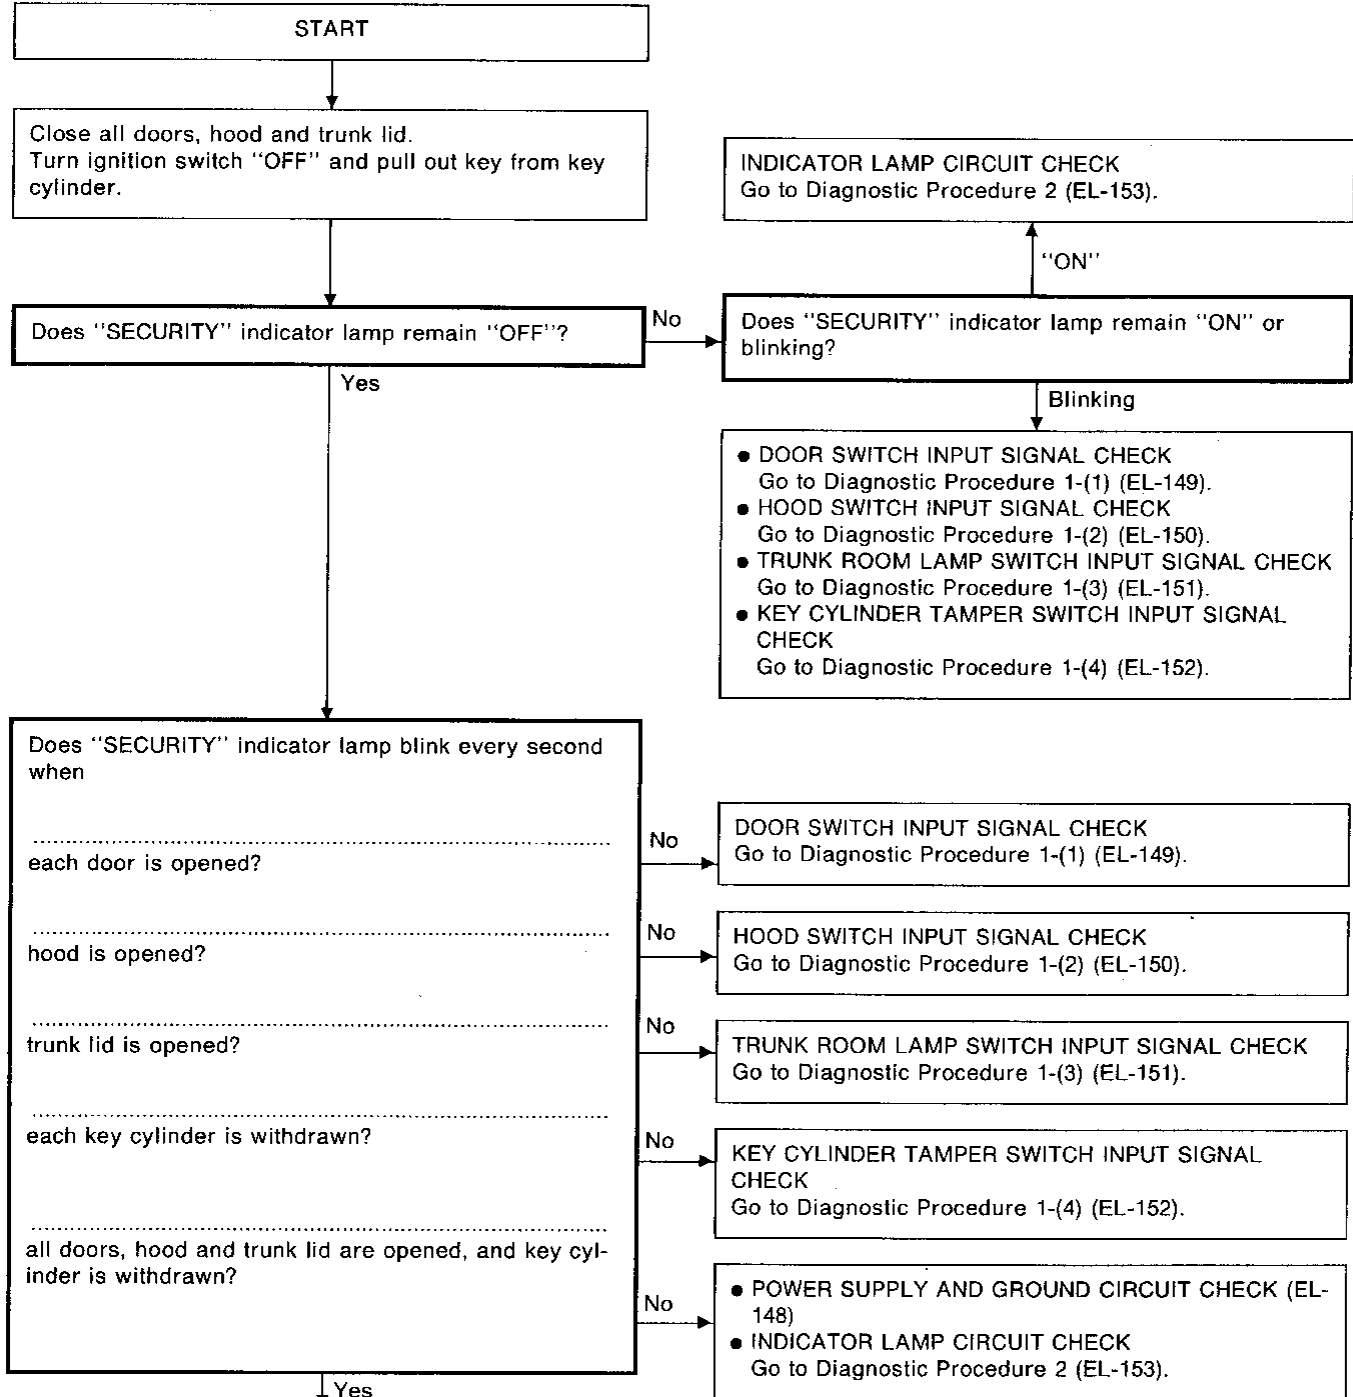 START
Close all doors, hood and trunk lid.
Turn ignition switch "OFF" and pull out key from key
cylinder.
INDICATOR LAMP CIRCUIT CHECK
Go to Diagnostic Procedure 2 (EL-153).
"ON"
Does "SECURITY" indicator lamp remain "OFF"?
No
Does "SECURITY" indicator lamp remain "ON" or
blinking?
Yes
Blinking
● DOOR SWITCH INPUT SIGNAL CHECK
Go to Diagnostic Procedure 1-(1) (EL-149).
● HOOD SWITCH INPUT SIGNAL CHECK
Go to Diagnostic Procedure 1-(2) (EL-150).
● TRUNK ROOM LAMP SWITCH INPUT SIGNAL CHECK
Go to Diagnostic Procedure 1-(3) (EL-151).
● KEY CYLINDER TAMPER SWITCH INPUT SIGNAL
CHECK
Go to Diagnostic Procedure 1-(4) (EL-152).
Does "SECURITY" indicator lamp blink every second
when
each door is opened?
No
DOOR SWITCH INPUT SIGNAL CHECK
Go to Diagnostic Procedure 1-(1) (EL-149).
hood is opened?
No
HOOD SWITCH INPUT SIGNAL CHECK
Go to Diagnostic Procedure 1-(2) (EL-150).
trunk lid is opened?
No
TRUNK ROOM LAMP SWITCH INPUT SIGNAL CHECK
Go to Diagnostic Procedure 1-(3) (EL-151).
each key cylinder is withdrawn?
No
KEY CYLINDER TAMPER SWITCH INPUT SIGNAL
CHECK
Go to Diagnostic Procedure 1-(4) (EL-152).
all doors, hood and trunk lid are opened, and key cyl-
inder is withdrawn?
No
● POWER SUPPLY AND GROUND CIRCUIT CHECK (EL-
148)
● INDICATOR LAMP CIRCUIT CHECK
Go to Diagnostic Procedure 2 (EL-153).
Yes